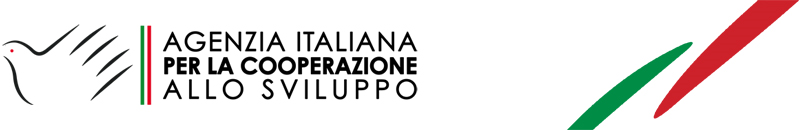 AGENZIA ITALIANA
PER LA COOPERAZIONE
ALLO SVILUPPO